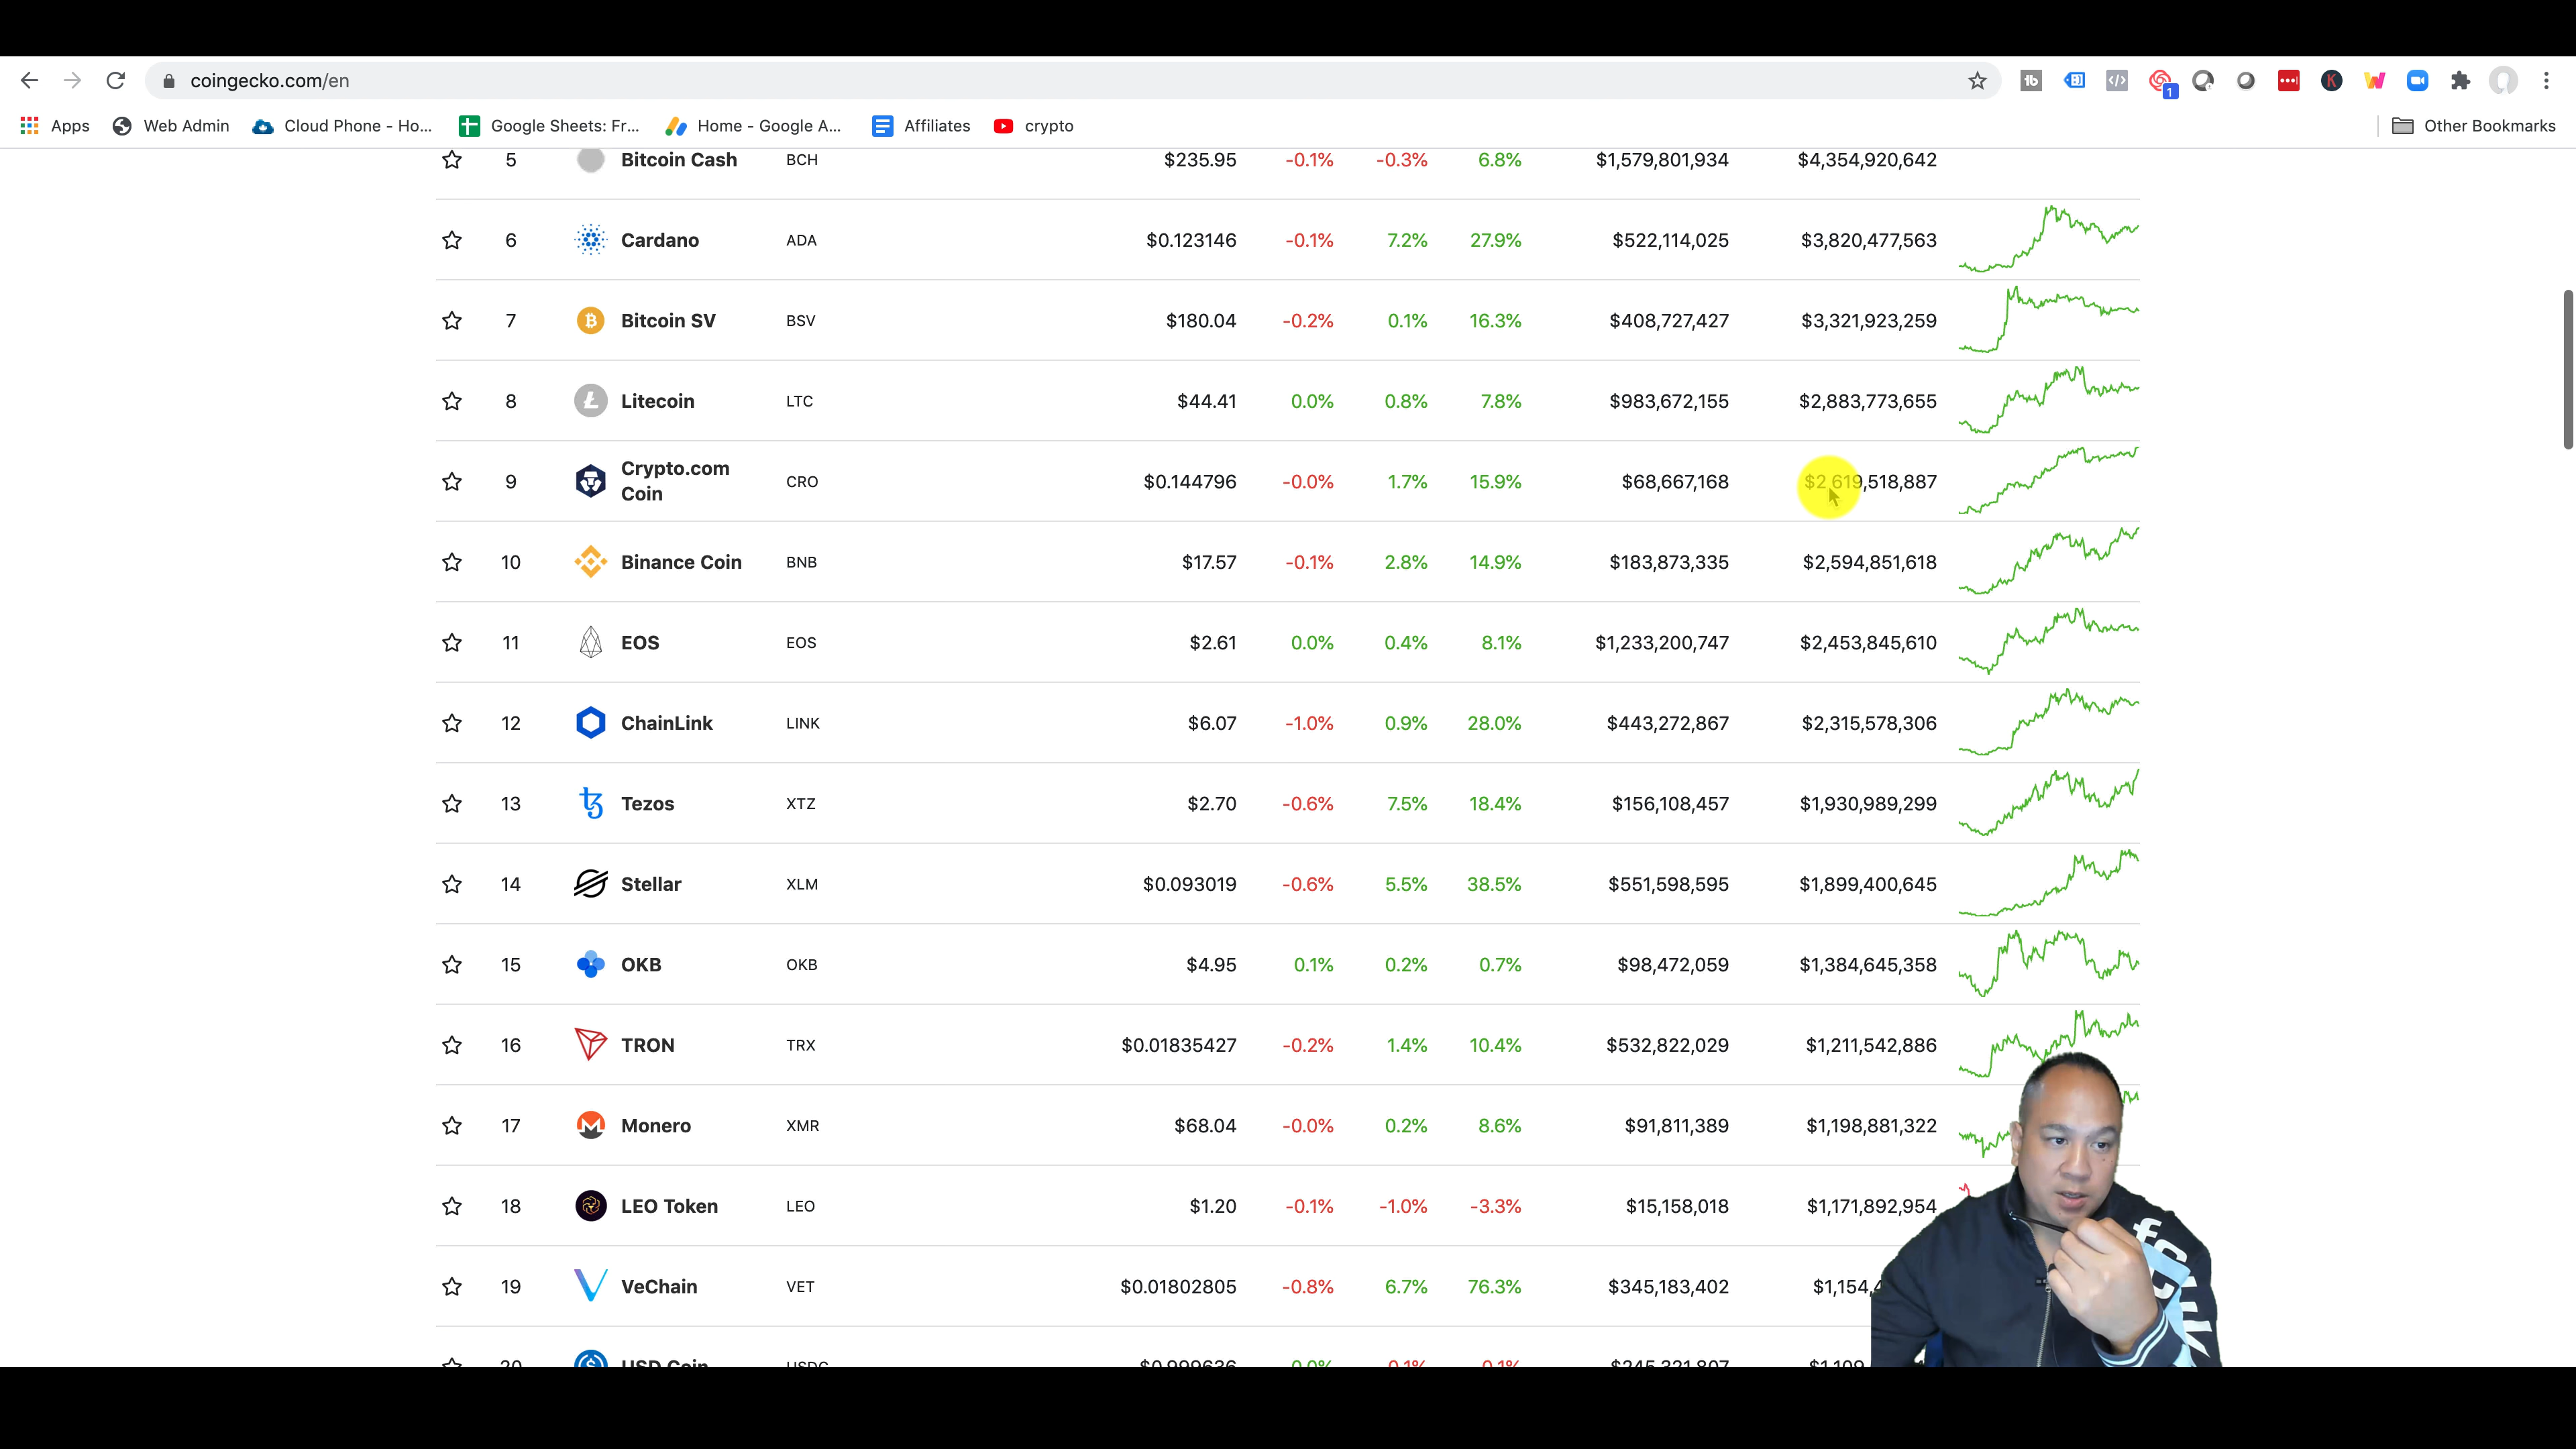 coingecko.com/en
1
Apps Web Admin Cloud Phone - Ho... Google Sheets: Fr... Home - Google A... Affiliates crypto Other Bookmarks
5 Bitcoin Cash BCH $235.95 -0.1% -0.3% 6.8% $1,579,801,934 $4,354,920,642
6 Cardano ADA $0.123146 -0.1% 7.2% 27.9% $522,114,025 $3,820,477,563
7 Bitcoin SV BSV $180.04 -0.2% 0.1% 16.3% $408,727,427 $3,321,923,259
8 Litecoin LTC $44.41 0.0% 0.8% 7.8% $983,672,155 $2,883,773,655
9 Crypto.com Coin CRO $0.144796 -0.0% 1.7% 15.9% $68,667,168 $2,619,518,887
10 Binance Coin BNB $17.57 -0.1% 2.8% 14.9% $183,873,335 $2,594,851,618
11 EOS EOS $2.61 0.0% 0.4% 8.1% $1,233,200,747 $2,453,845,610
12 ChainLink LINK $6.07 -1.0% 0.9% 28.0% $443,272,867 $2,315,578,306
13 Tezos XTZ $2.70 -0.6% 7.5% 18.4% $156,108,457 $1,930,989,299
14 Stellar XLM $0.093019 -0.6% 5.5% 38.5% $551,598,595 $1,899,400,645
15 OKB OKB $4.95 0.1% 0.2% 0.7% $98,472,059 $1,384,645,358
16 TRON TRX $0.01835427 -0.2% 1.4% 10.4% $532,822,029 $1,211,542,886
17 Monero XMR $68.04 -0.0% 0.2% 8.6% $91,811,389 $1,198,881,322
18 LEO Token LEO $1.20 -0.1% -1.0% -3.3% $15,158,018 $1,171,892,954
19 VeChain VET $0.01802805 -0.8% 6.7% 76.3% $345,183,402 $1,154,4
20 USD Coin USDC $0.999636 0.0%